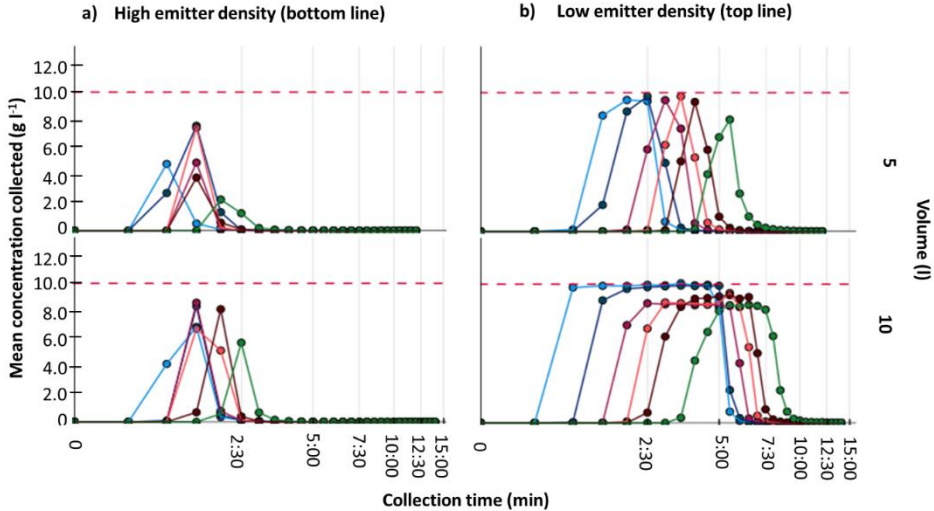 a) High emitter density (bottom line)
b) Low emitter density (top line)
Mean concentration collected (g l-1)
12.0
10.0
8.0
6.0
4.0
2.0
0
12.0
10.0
8.0
6.0
4.0
2.0
0
5
10
Volume (l)
0 2:30 5:00 7:30 10:00 12:30 15:00
0 2:30 5:00 7:30 10:00 12:30 15:00
Collection time (min)